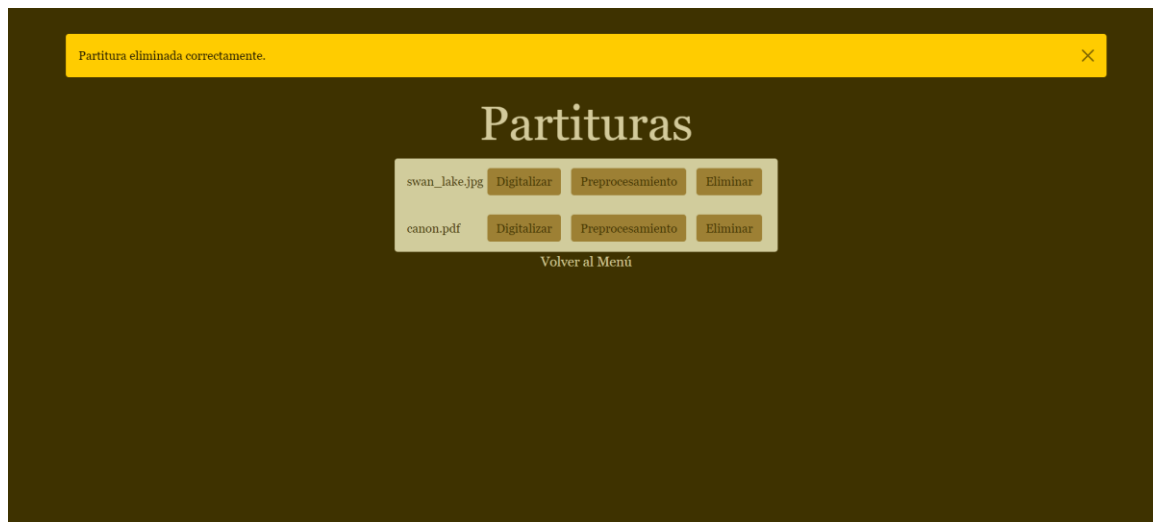 Partitura eliminada correctamente.
Partituras
swan_lake.jpg Digitalizar Preprocesamiento Eliminar
canon.pdf Digitalizar Preprocesamiento Eliminar
Volver al Menú